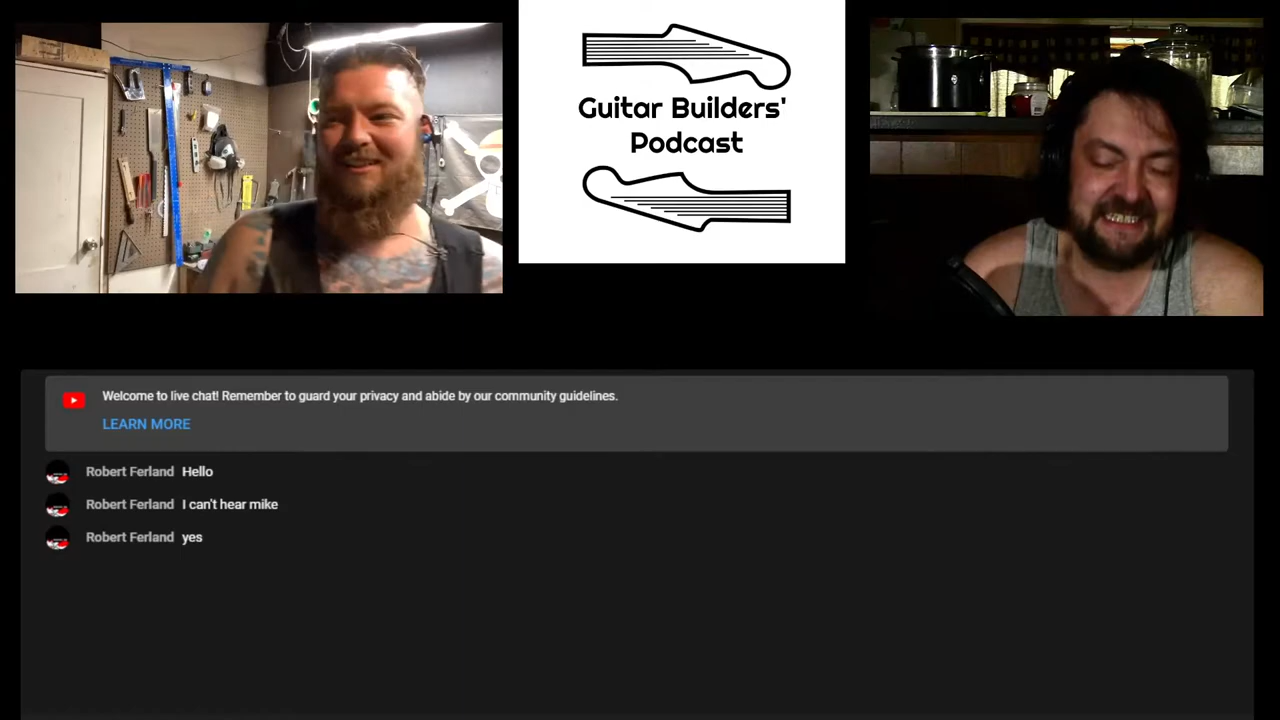 Guitar Builders'
Podcast
Welcome to live chat! Remember to guard your privacy and abide by our community guidelines.
LEARN MORE
Robert Ferland Hello
Robert Ferland I can't hear mike
Robert Ferland yes